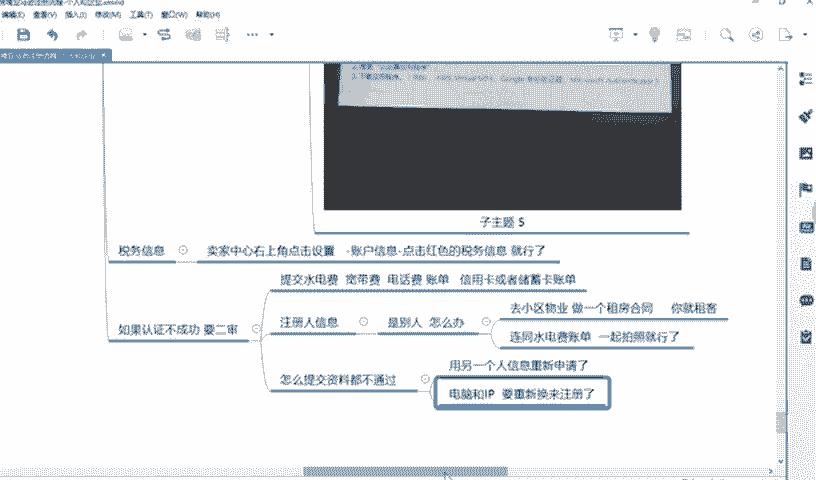 编辑(E) 查看(V) 插入(I) 修改(M) 工具(T) 窗口(W) 帮助(H)
子主题 5
税务信息
卖家中心右上角点击设置 -账户信息-点击红色的税务信息 就行了
提交水电费 宽带费 电话费 账单 信用卡或者储蓄卡账单
去小区物业 做一个租房合同 你就租客
注册人信息
是别人 怎么办
如果认证不成功 要二审
连同水电费账单 一起拍照就行了
用另一个人信息重新申请了
怎么提交资料都不通过
电脑和IP 要重新换来注册了